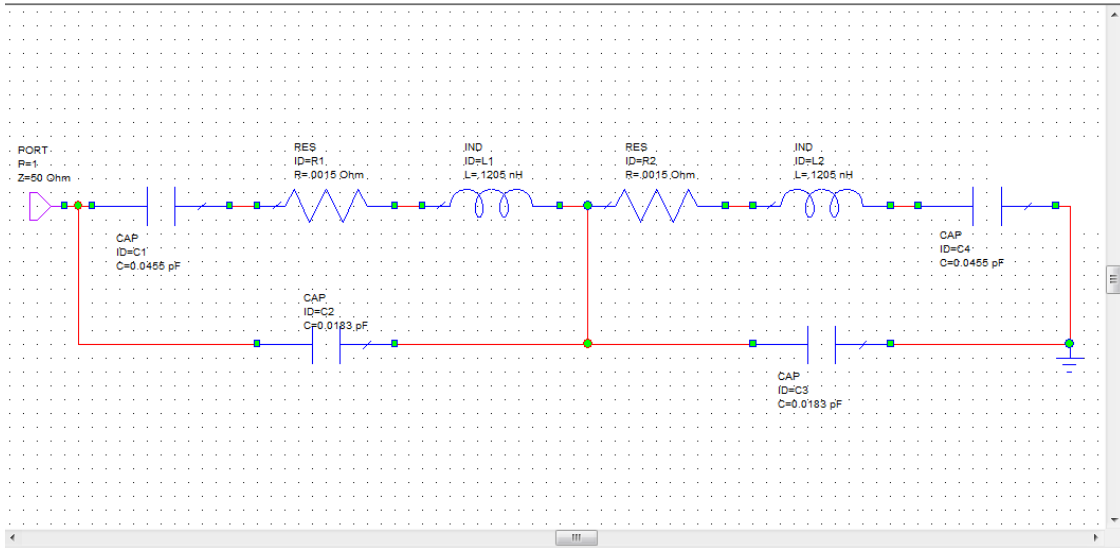 PORT
P=1
Z=50 Ohm
RES
ID=R1
R=.0015 Ohm
IND
ID=L1
L=.1205 nH
RES
ID=R2
R=.0015 Ohm
IND
ID=L2
L=.1205 nH
CAP
ID=C1
C=0.0455 pF
CAP
ID=C4
C=0.0455 pF
CAP
ID=C2
C=0.0183 pF
CAP
ID=C3
C=0.0183 pF